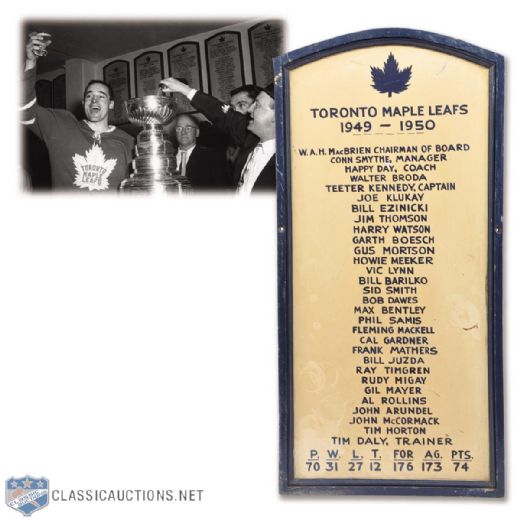 TORONTO
MAPLE
LEAFS
TORONTO MAPLE LEAFS
1949 - 1950
W.A.H. MacBRIEN CHAIRMAN OF BOARD
CONN SMYTHE, MANAGER
HAPPY DAY, COACH
WALTER BRODA
TEETER KENNEDY, CAPTAIN
JOE KLUKAY
BILL EZINICKI
JIM THOMSON
HARRY WATSON
GARTH BOESCH
GUS MORTSON
HOWIE MEEKER
VIC LYNN
BILL BARILKO
SID SMITH
BOB DAWES
MAX BENTLEY
PHIL SAMIS
FLEMING MACKELL
CAL GARDNER
FRANK MATHERS
BILL JUZDA
RAY TIMGREN
RUDY MIGAY
GIL MAYER
AL ROLLINS
JOHN ARUNDEL
JOHN McCORMACK
TIM HORTON
TIM DALY, TRAINER
P. W. L. T. FOR AG. PTS.
70 31 27 12 176 173 74
CLASSICAUCTIONS.NET